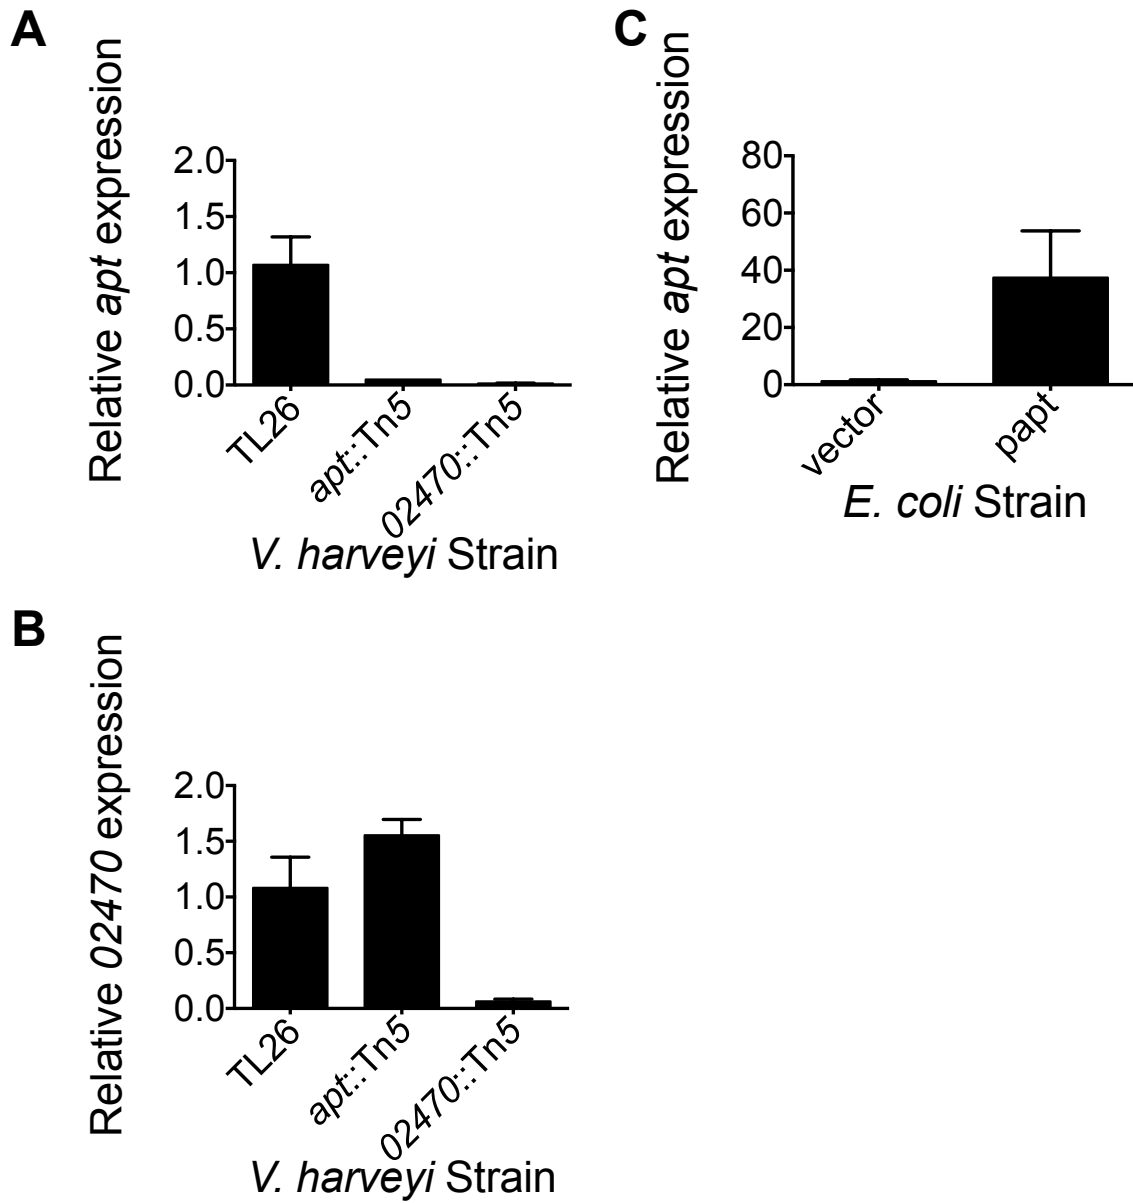 A
Relative apt expression
2.0
1.5
1.0
0.5
0.0
TL26
apt::Tn5
02470::Tn5
V. harveyi Strain
C
Relative apt expression
80
60
40
20
0
vector
papt
E. coli Strain
B
Relative 02470 expression
2.0
1.5
1.0
0.5
0.0
TL26
apt::Tn5
02470::Tn5
V. harveyi Strain